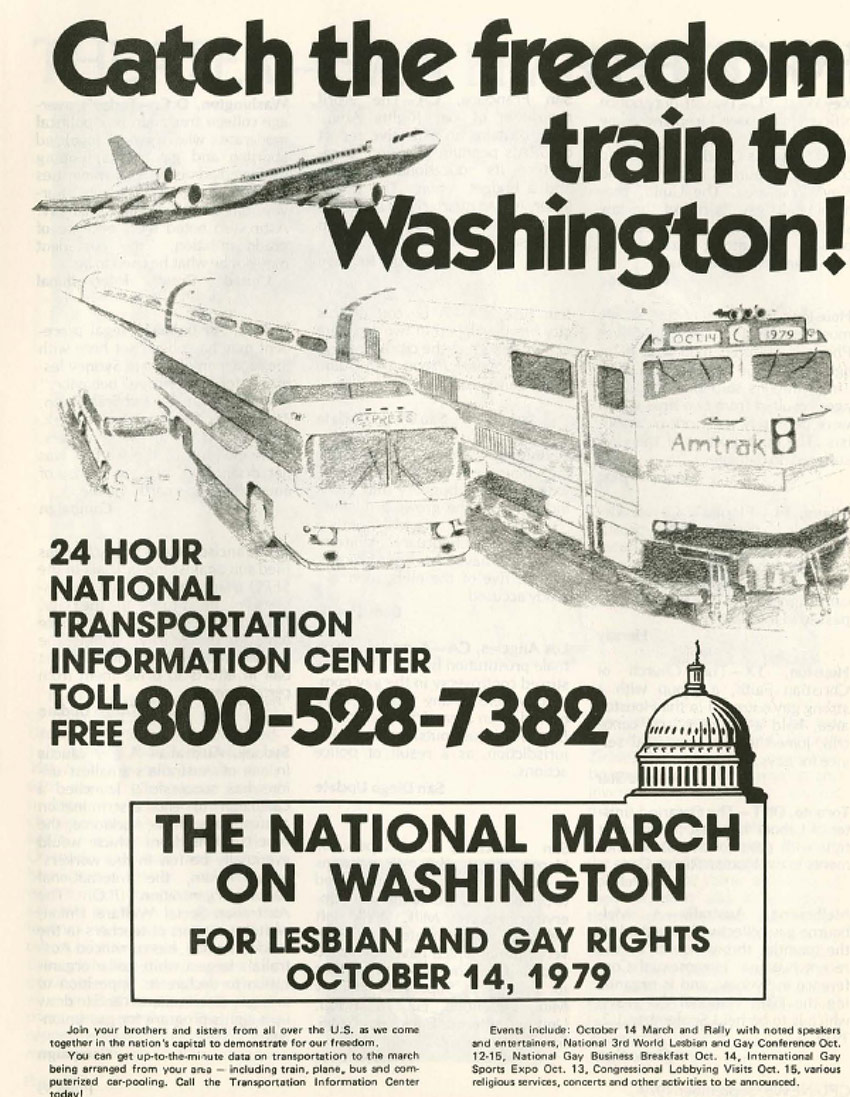 Catch the freedom
train to
Washington!
OCT.14 1979
EXPRESS
Amtrak 8
24 HOUR
NATIONAL
TRANSPORTATION
INFORMATION CENTER
TOLL
FREE 800-528-7382
THE NATIONAL MARCH
ON WASHINGTON
FOR LESBIAN AND GAY RIGHTS
OCTOBER 14, 1979
Join your brothers and sisters from all over the U.S. as we come
together in the nation's capital to demonstrate for our freedom.
You can get up-to-the-minute data on transportation to the march
being arranged from your area — including train, plane, bus and com-
puterized car-pooling. Call the Transportation Information Center
today!
Events include: October 14 March and Rally with noted speakers
and entertainers, National 3rd World Lesbian and Gay Conference Oct.
12-15, National Gay Business Breakfast Oct. 14, International Gay
Sports Expo Oct. 13, Congressional Lobbying Visits Oct. 15, various
religious services, concerts and other activities to be announced.